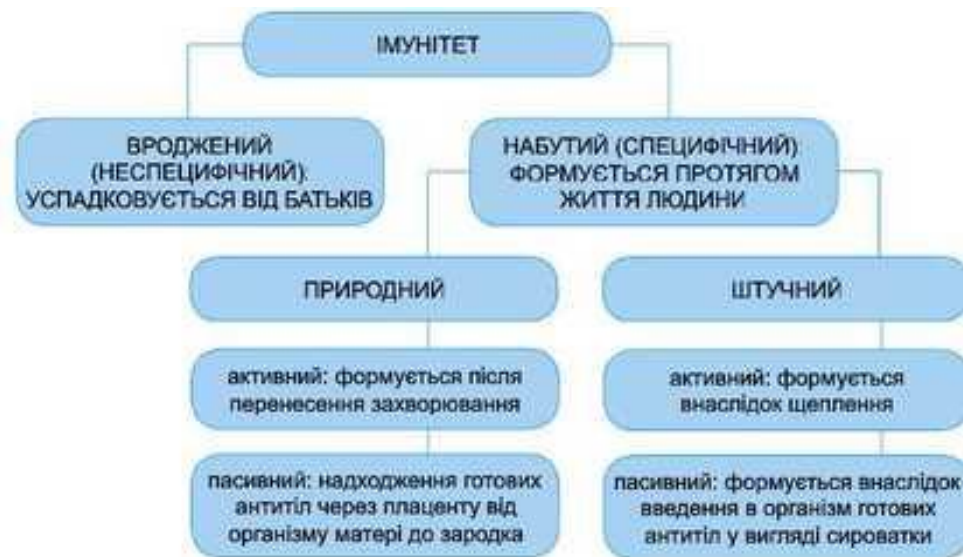 ІМУНІТЕТ
ВРОДЖЕНИЙ
(НЕСПЕЦИФІЧНИЙ)
УСПАДКОВУЄТЬСЯ ВІД БАТЬКІВ
НАБУТИЙ (СПЕЦИФІЧНИЙ)
ФОРМУЄТЬСЯ ПРОТЯГОМ
ЖИТТЯ ЛЮДИНИ
ПРИРОДНИЙ
активний: формується після
перенесення захворювання
пасивний: надходження готових
антитіл через плаценту від
організму матері до зародка
ШТУЧНИЙ
активний: формується
внаслідок щеплення
пасивний: формується внаслідок
введення в організм готових
антитіл у вигляді сироватки